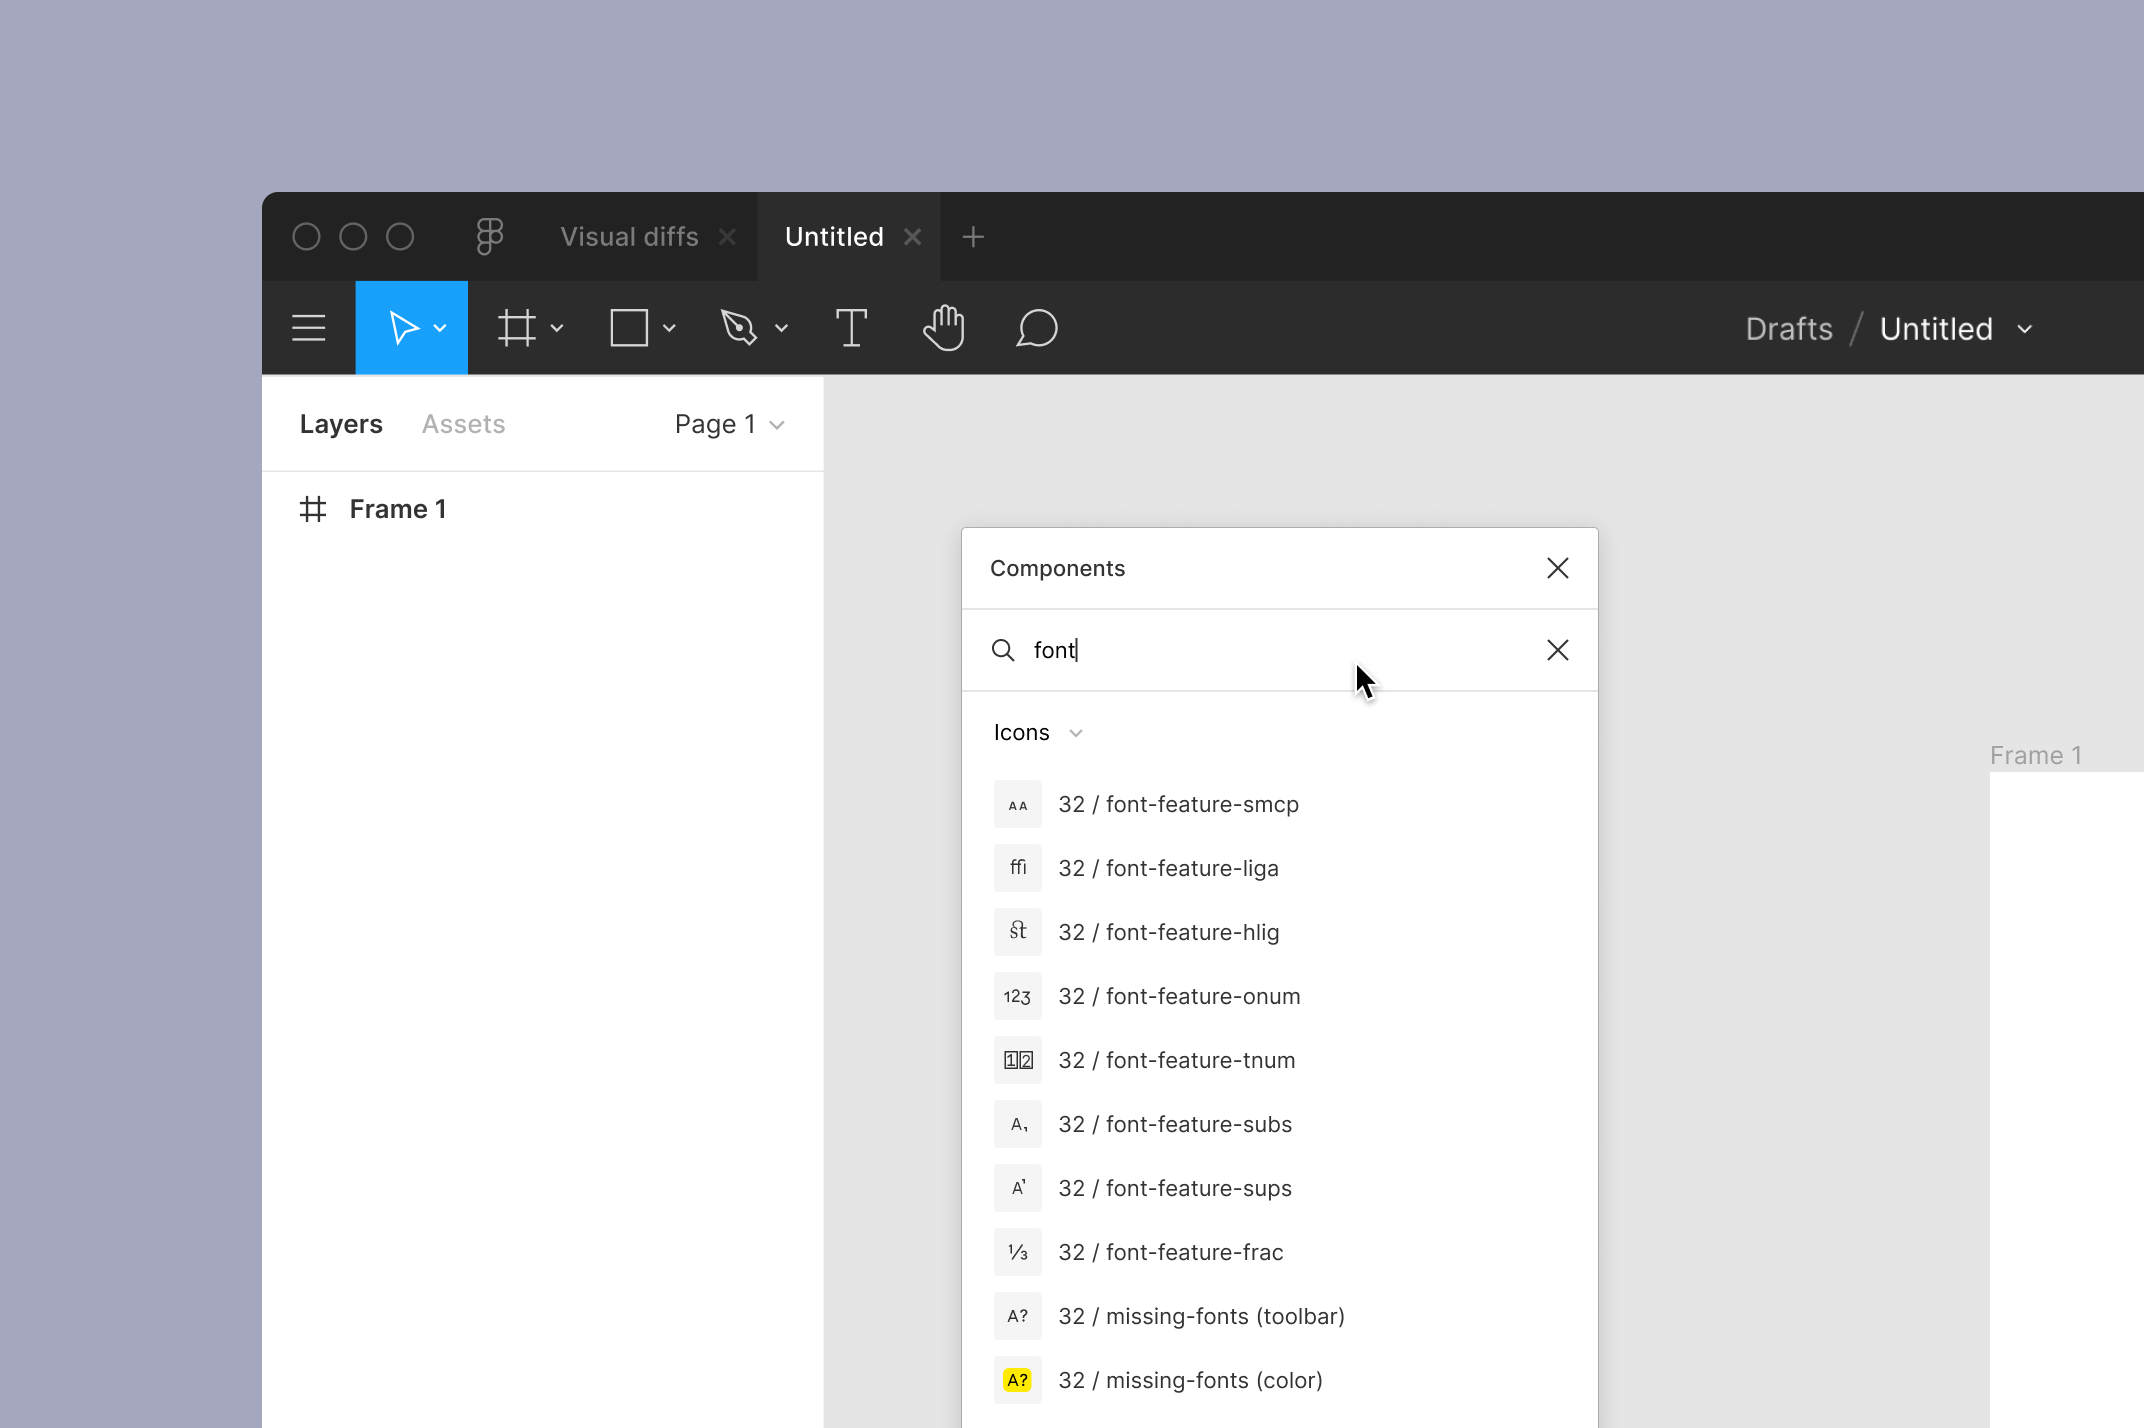 Visual diffs
Untitled
Drafts / Untitled
Layers Assets Page 1
Frame 1
Components
font
Frame 1
Icons
AA 32 / font-feature-smcp
ffi 32 / font-feature-liga
st 32 / font-feature-hlig
123 32 / font-feature-onum
12 32 / font-feature-tnum
A₁ 32 / font-feature-subs
A¹ 32 / font-feature-sups
⅓ 32 / font-feature-frac
A? 32 / missing-fonts (toolbar)
A? 32 / missing-fonts (color)